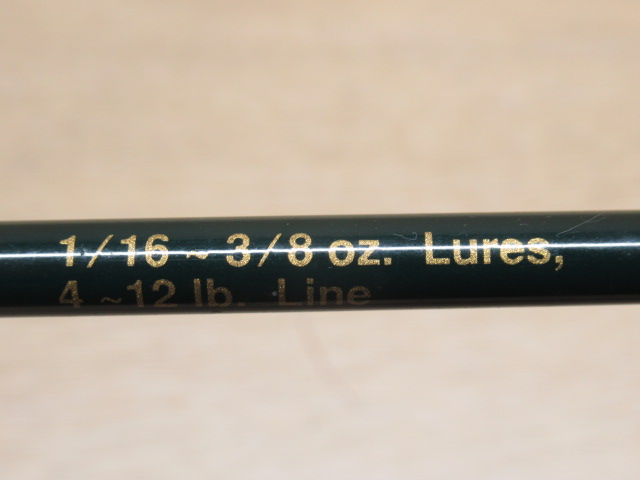 1/16 ~ 3/8 oz. Lures,
4 ~12 lb. Line